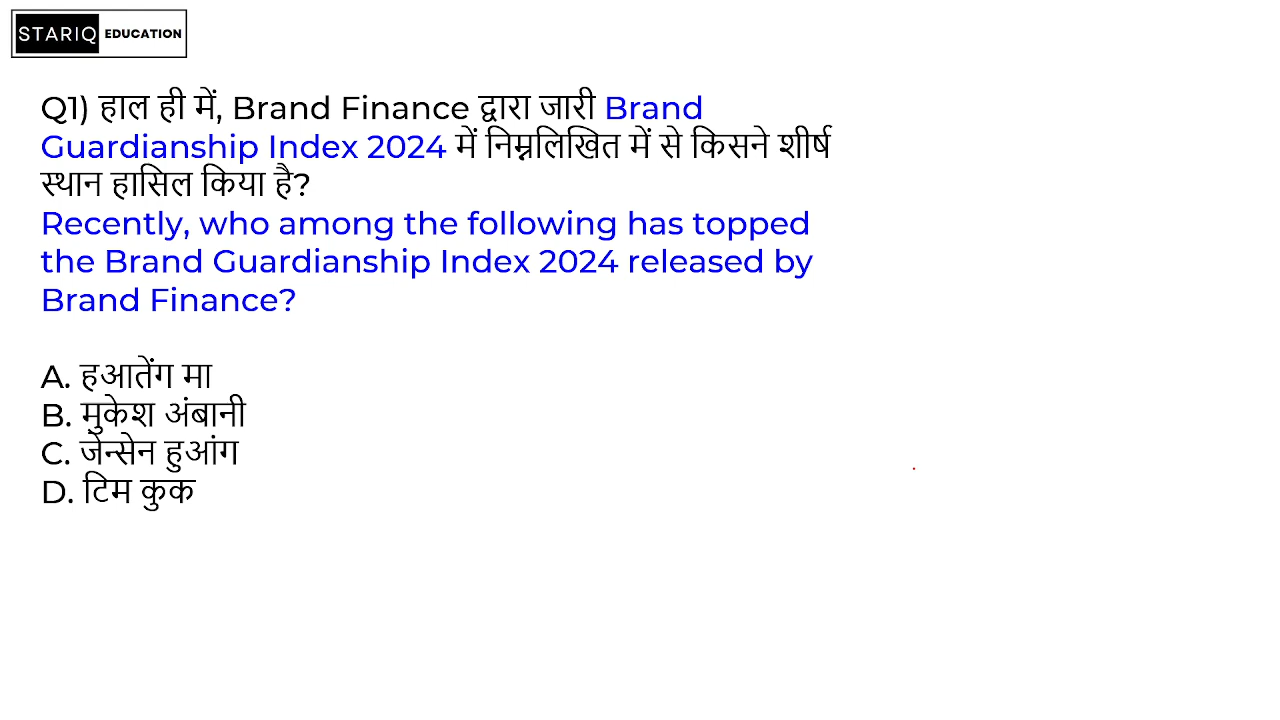 STARIQ EDUCATION
Q1) हाल ही में, Brand Finance द्वारा जारी Brand
Guardianship Index 2024 में निम्नलिखित में से किसने शीर्ष
स्थान हासिल किया है?
Recently, who among the following has topped
the Brand Guardianship Index 2024 released by
Brand Finance?
A. हआतेंग मा
B. मुकेश अंबानी
C. जेन्सेन हुआंग
D. टिम कुक